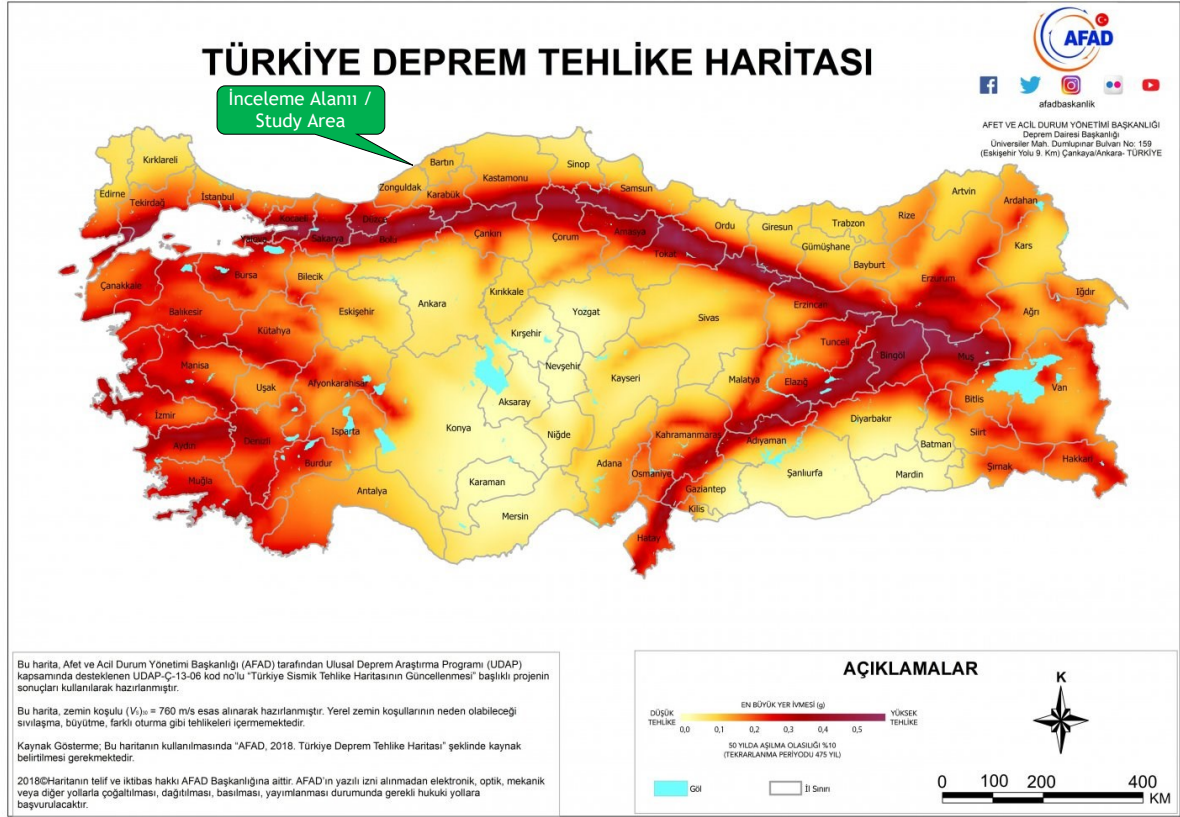 TÜRKİYE DEPREM TEHLİKE HARİTASI
AFAD
afadbaskanlik
AFET VE ACİL DURUM YÖNETİMİ BAŞKANLIĞI
Deprem Dairesi Başkanlığı
Üniversiler Mah. Dumlupınar Bulvarı No: 159
(Eskişehir Yolu 9. Km) Çankaya/Ankara- TÜRKİYE
İnceleme Alanıı /
Study Area
Kırklareli
Edirne
Tekirdağ
İstanbul
Kocaeli
Sakarya
Düzce
Bolu
Zonguldak
Bartın
Karabük
Kastamonu
Sinop
Samsun
Ordu
Giresun
Trabzon
Rize
Artvin
Ardahan
Kars
Gümüşhane
Bayburt
Erzurum
Iğdır
Ağrı
Çankırı
Çorum
Amasya
Tokat
Çanakkale
Bursa
Bilecik
Balıkesir
Kütahya
Eskişehir
Ankara
Kırıkkale
Yozgat
Kırşehir
Sivas
Erzincan
Tunceli
Bingöl
Muş
Manisa
Uşak
Afyonkarahisar
Nevşehir
Kayseri
Malatya
Elazığ
Bitlis
Van
İzmir
Aydın
Denizli
Isparta
Konya
Aksaray
Niğde
Kahramanmaraş
Adıyaman
Diyarbakır
Batman
Siirt
Muğla
Burdur
Antalya
Karaman
Mersin
Adana
Osmaniye
Gaziantep
Kilis
Hatay
Şanlıurfa
Mardin
Şırnak
Hakkari
Bu harita, Afet ve Acil Durum Yönetimi Başkanlığı (AFAD) tarafından Ulusal Deprem Araştırma Programı (UDAP)
kapsamında desteklenen UDAP-Ç-13-06 kod no'lu "Türkiye Sismik Tehlike Haritasının Güncellenmesi" başlıklı projenin
sonuçları kullanılarak hazırlanmıştır.
Bu harita, zemin koşulu (Vs)30 = 760 m/s esas alınarak hazırlanmıştır. Yerel zemin koşullarının neden olabileceği
sıvılaşma, büyütme, farklı oturma gibi tehlikeleri içermemektedir.
Kaynak Gösterme; Bu haritanın kullanılmasında "AFAD, 2018. Türkiye Deprem Tehlike Haritası" şeklinde kaynak
belirtilmesi gerekmektedir.
2018©Haritanın telif ve iktibas hakkı AFAD Başkanlığına aittir. AFAD'ın yazılı izni alınmadan elektronik, optik, mekanik
veya diğer yollarla çoğaltılması, dağıtılması, basılması, yayımlanması durumunda gerekli hukuki yollara
başvurulacaktır.
AÇIKLAMALAR
EN BÜYÜK YER İVMESİ (g)
DÜŞÜK
TEHLİKE
YÜKSEK
TEHLİKE
0,0 0,1 0,2 0,3 0,4 0,5
50 YILDA AŞILMA OLASILIĞI %10
(TEKRARLANMA PERİYODU 475 YIL)
Göl
İl Sınırı
K
0 100 200 400
KM